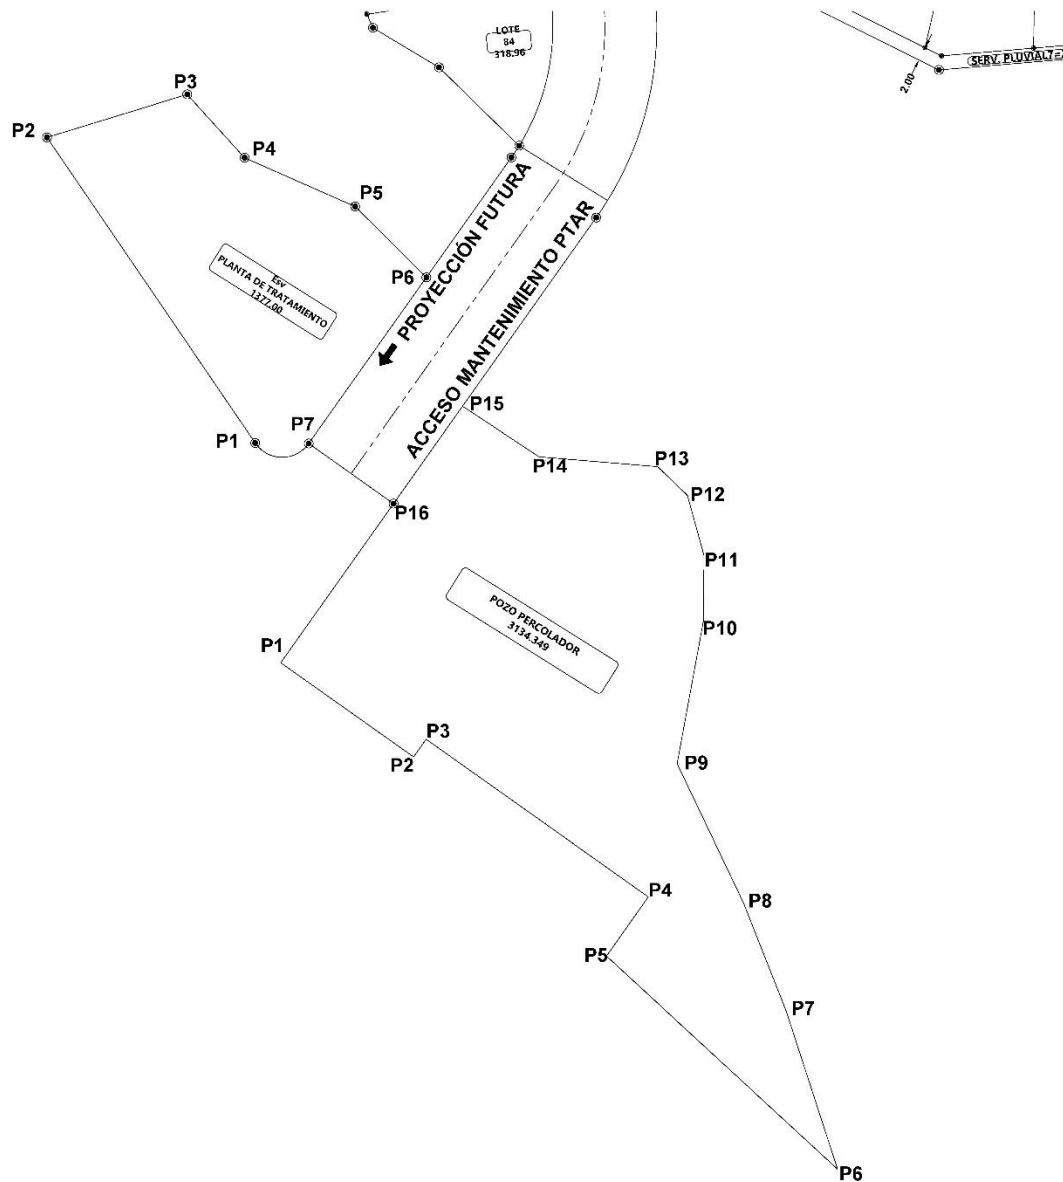 LOTE
84
318.96
SERV. PLUVIAL
2.00
P3
P2
P4
P5
P6
PROYECCIÓN FUTURA
ACCESO MANTENIMIENTO PTAR
Esv
PLANTA DE TRATAMIENTO
1377.00
P1
P7
P15
P14
P13
P12
P16
P11
P10
POZO PERCOLADOR
3134.349
P1
P3
P2
P9
P4
P8
P5
P7
P6